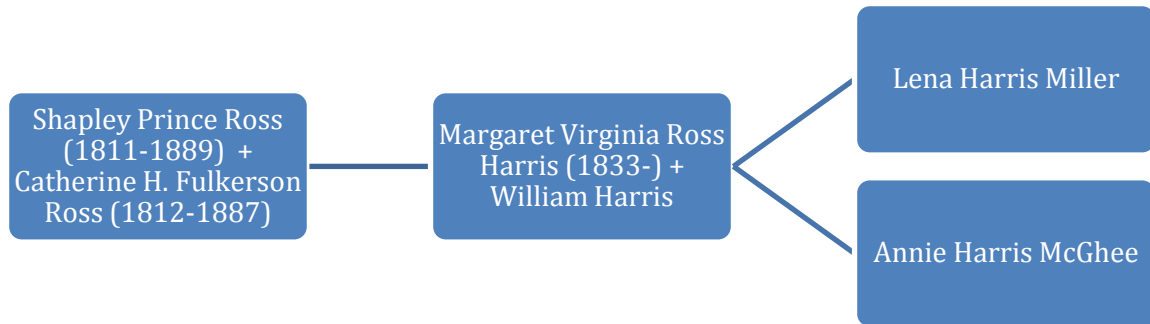 Shapley Prince Ross
(1811-1889) +
Catherine H. Fulkerson
Ross (1812-1887)
Margaret Virginia Ross
Harris (1833-) +
William Harris
Lena Harris Miller
Annie Harris McGhee